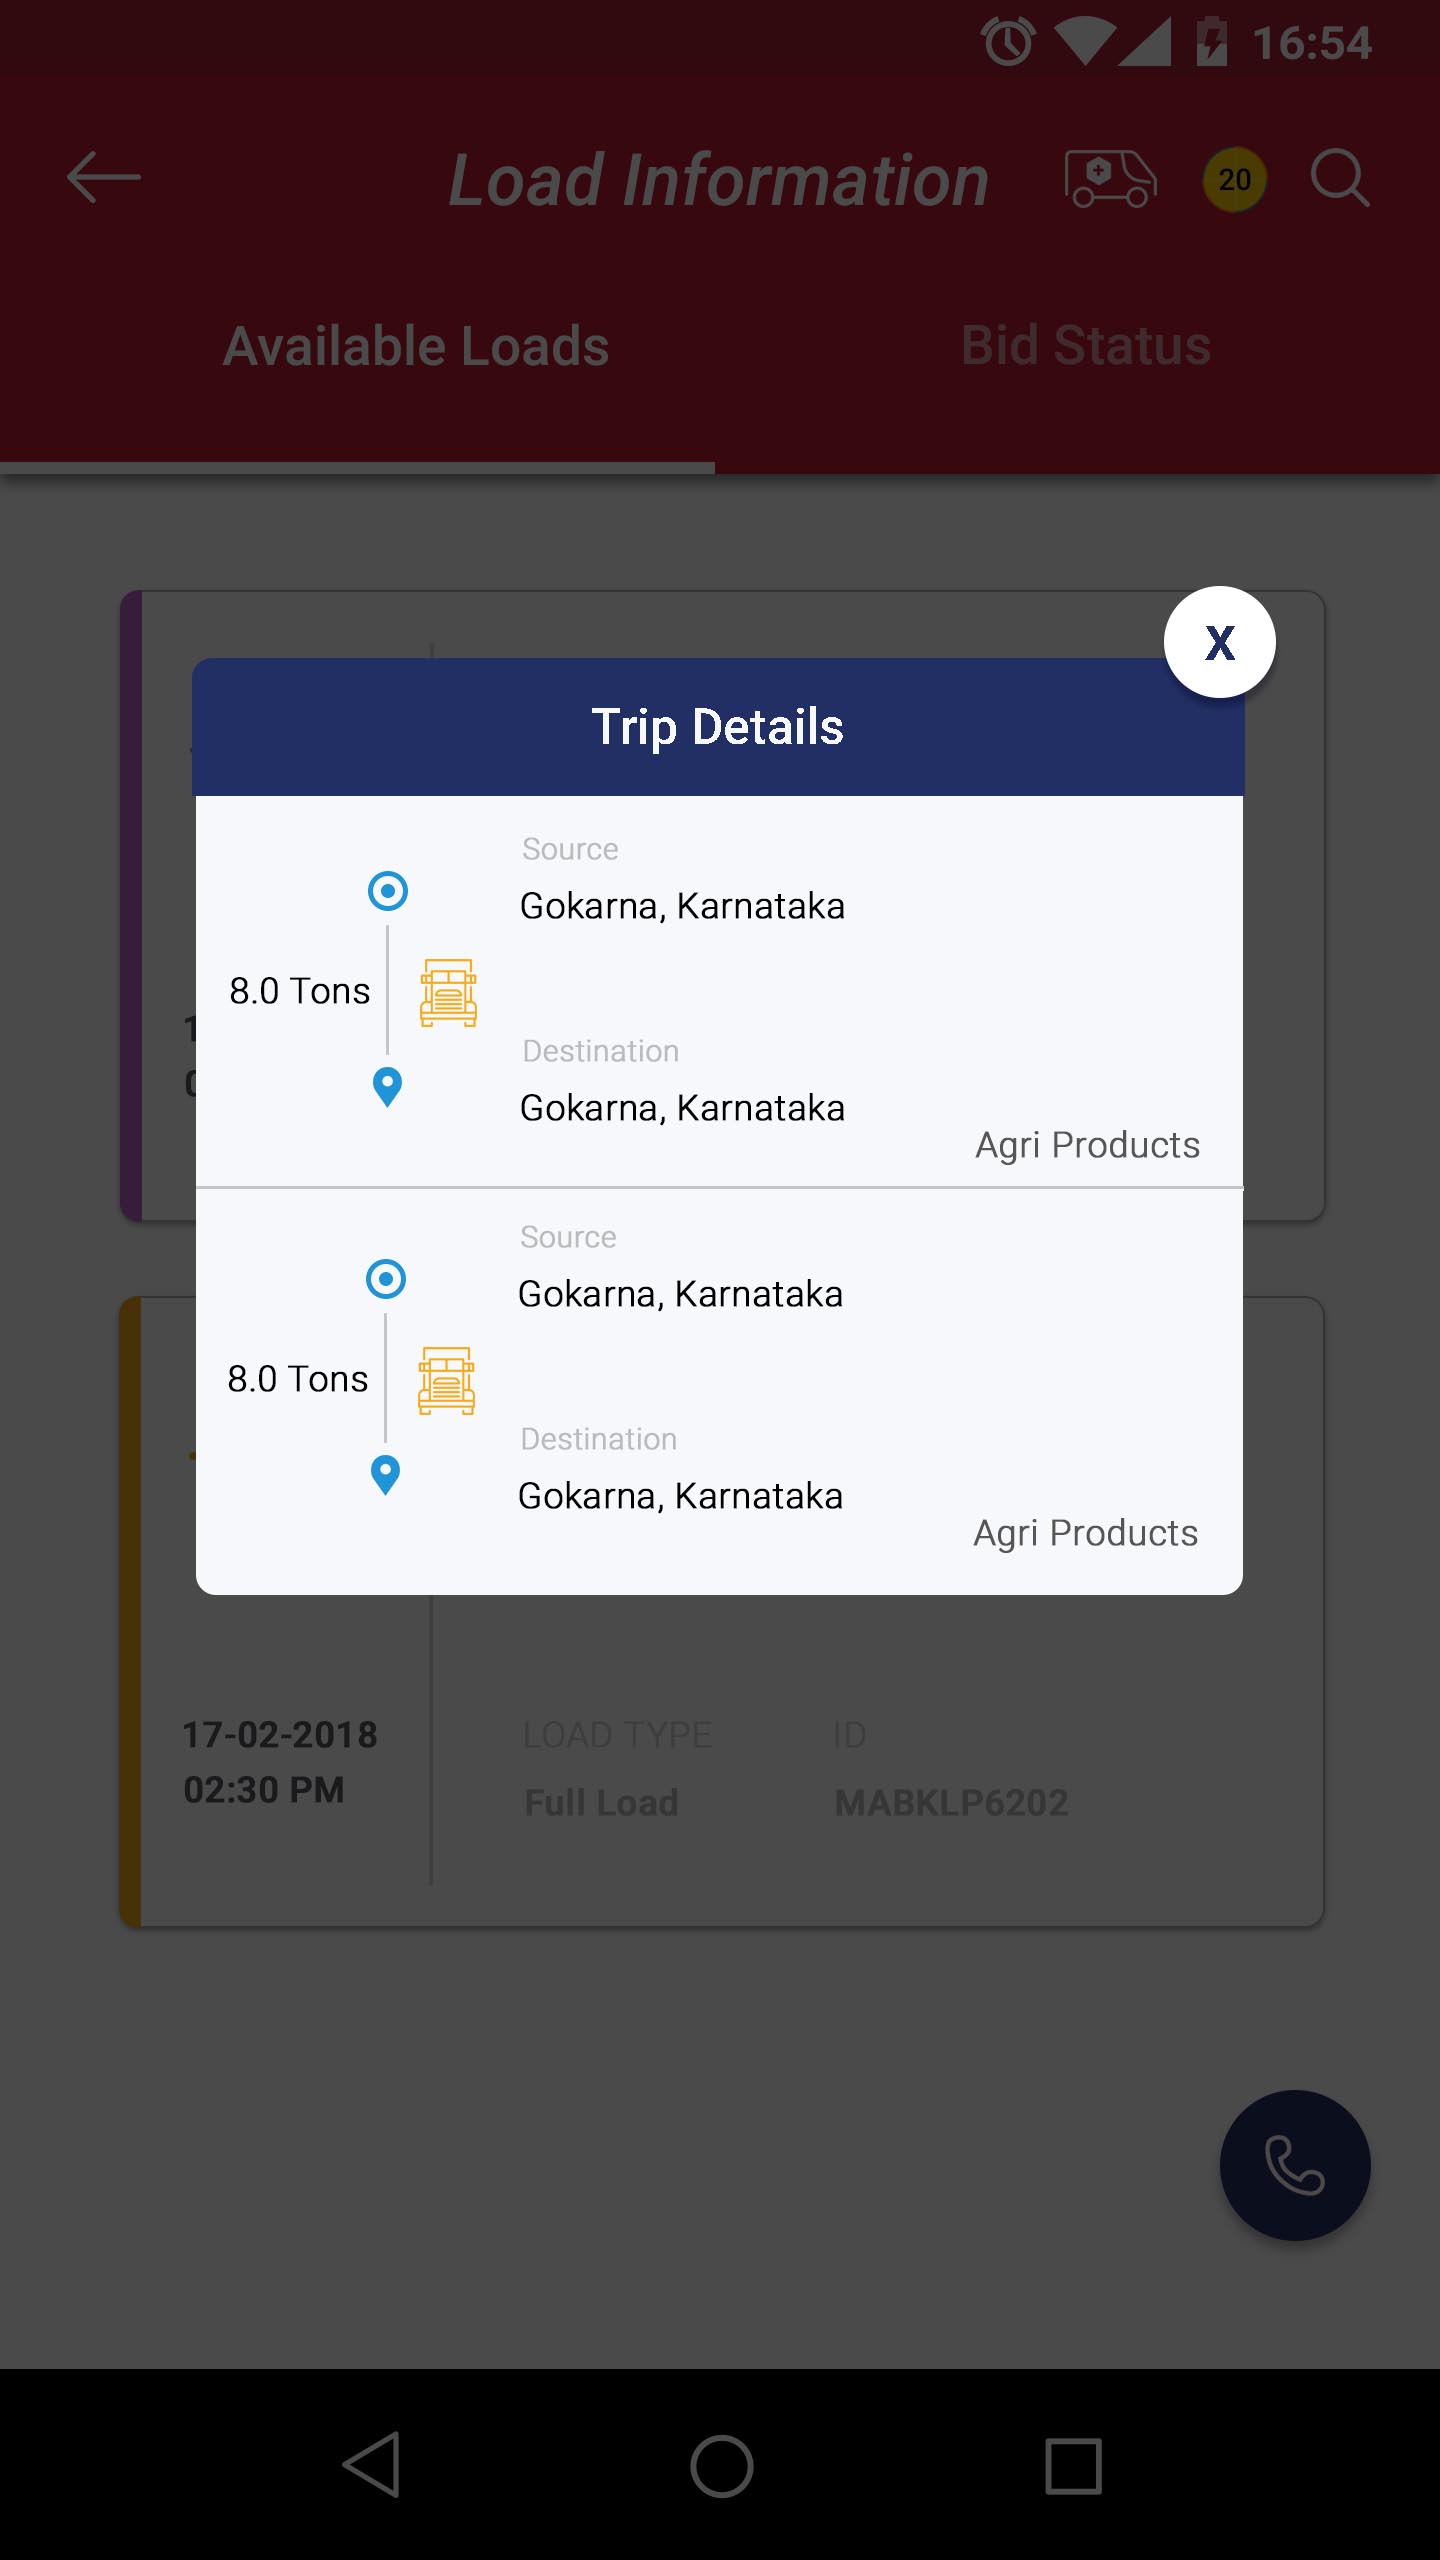 16:54
Load Information
20
Available Loads
Bid Status
X
Trip Details
Source
Gokarna, Karnataka
8.0 Tons
Destination
Gokarna, Karnataka
Agri Products
Source
Gokarna, Karnataka
8.0 Tons
Destination
Gokarna, Karnataka
Agri Products
17-02-2018
LOAD TYPE
ID
02:30 PM
Full Load
MABKLP6202